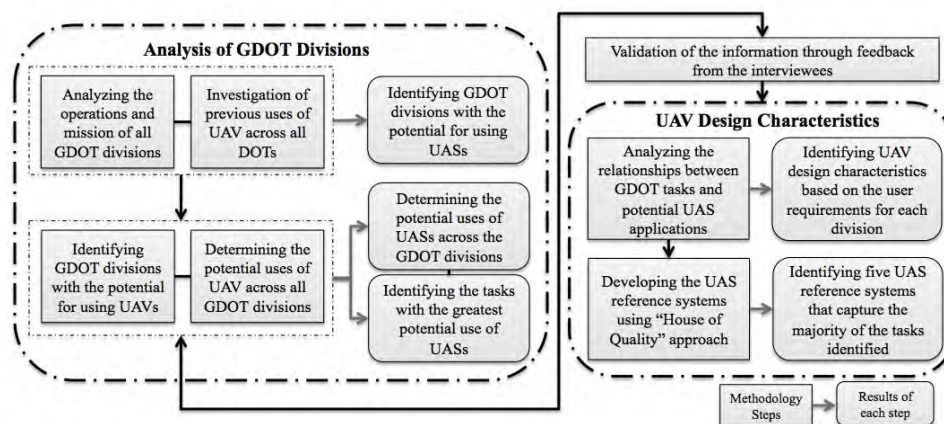 Analysis of GDOT Divisions
Analyzing the
operations and
mission of all
GDOT divisions
Investigation of
previous uses of
UAV across all
DOTs
Identifying GDOT
divisions with the
potential for using
UASs
Identifying
GDOT divisions
with the potential
for using UAVs
Determining the
potential uses of
UAV across all
GDOT divisions
Determining the
potential uses of
UASs across the
GDOT divisions
Identifying the tasks
with the greatest
potential use of
UASs
Validation of the information through feedback
from the interviewees
UAV Design Characteristics
Analyzing the
relationships between
GDOT tasks and
potential UAS
applications
Identifying UAV
design characteristics
based on the user
requirements for each
division
Developing the UAS
reference systems
using “House of
Quality” approach
Identifying five UAS
reference systems
that capture the
majority of the tasks
identified
Methodology
Steps
Results of
each step